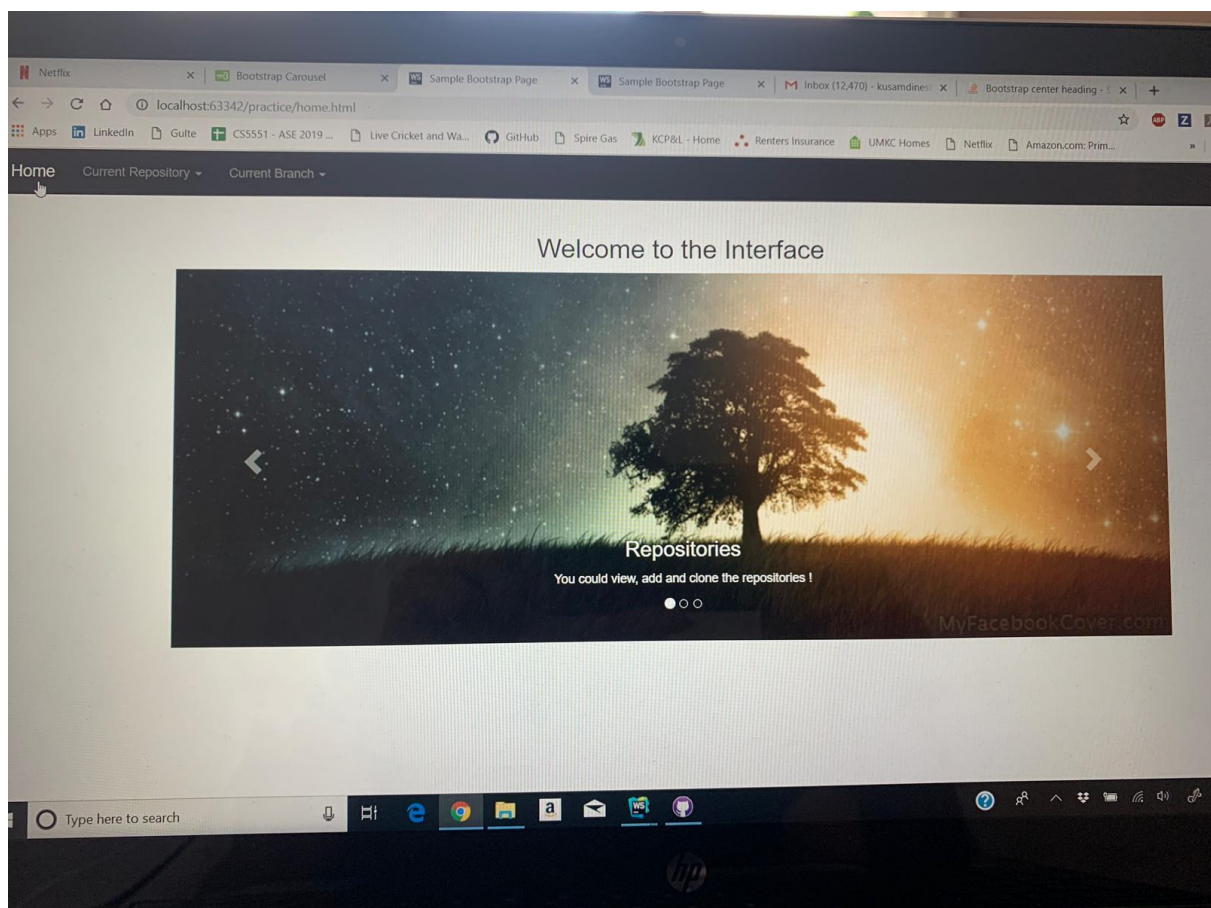 Netflix
Bootstrap Carousel
Sample Bootstrap Page
Sample Bootstrap Page
Inbox (12,470) - kusamdines
Bootstrap center heading - S
localhost:63342/practice/home.html
ABP
Z
Apps
LinkedIn
Gulte
CS5551 - ASE 2019 ...
Live Cricket and Wa...
GitHub
Spire Gas
KCP&L - Home
Renters Insurance
UMKC Homes
Netflix
Amazon.com: Prim...
»
Home
Current Repository
Current Branch
Welcome to the Interface
Repositories
You could view, add and clone the repositories !
MyFacebookCover.com
Type here to search
a
WS
hp